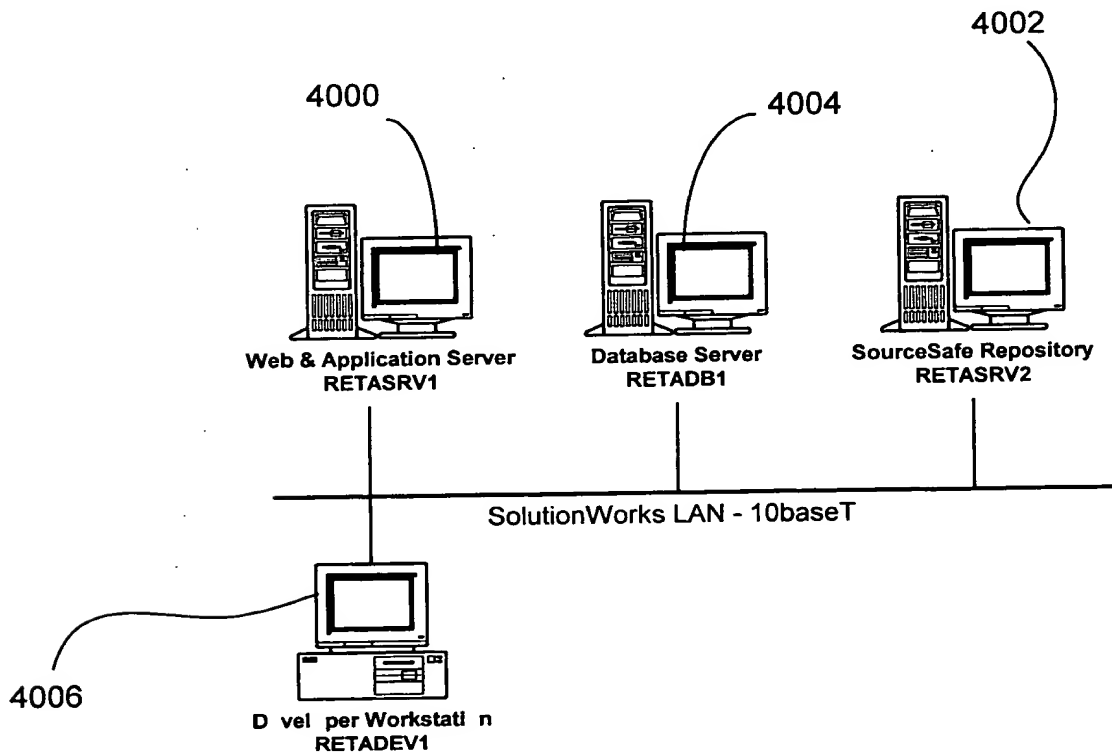 4002
4000
4004
Web & Application Server
RETASRV1
Database Server
RETADB1
SourceSafe Repository
RETASRV2
SolutionWorks LAN - 10baseT
4006
D vel per Workstati n
RETADEV1